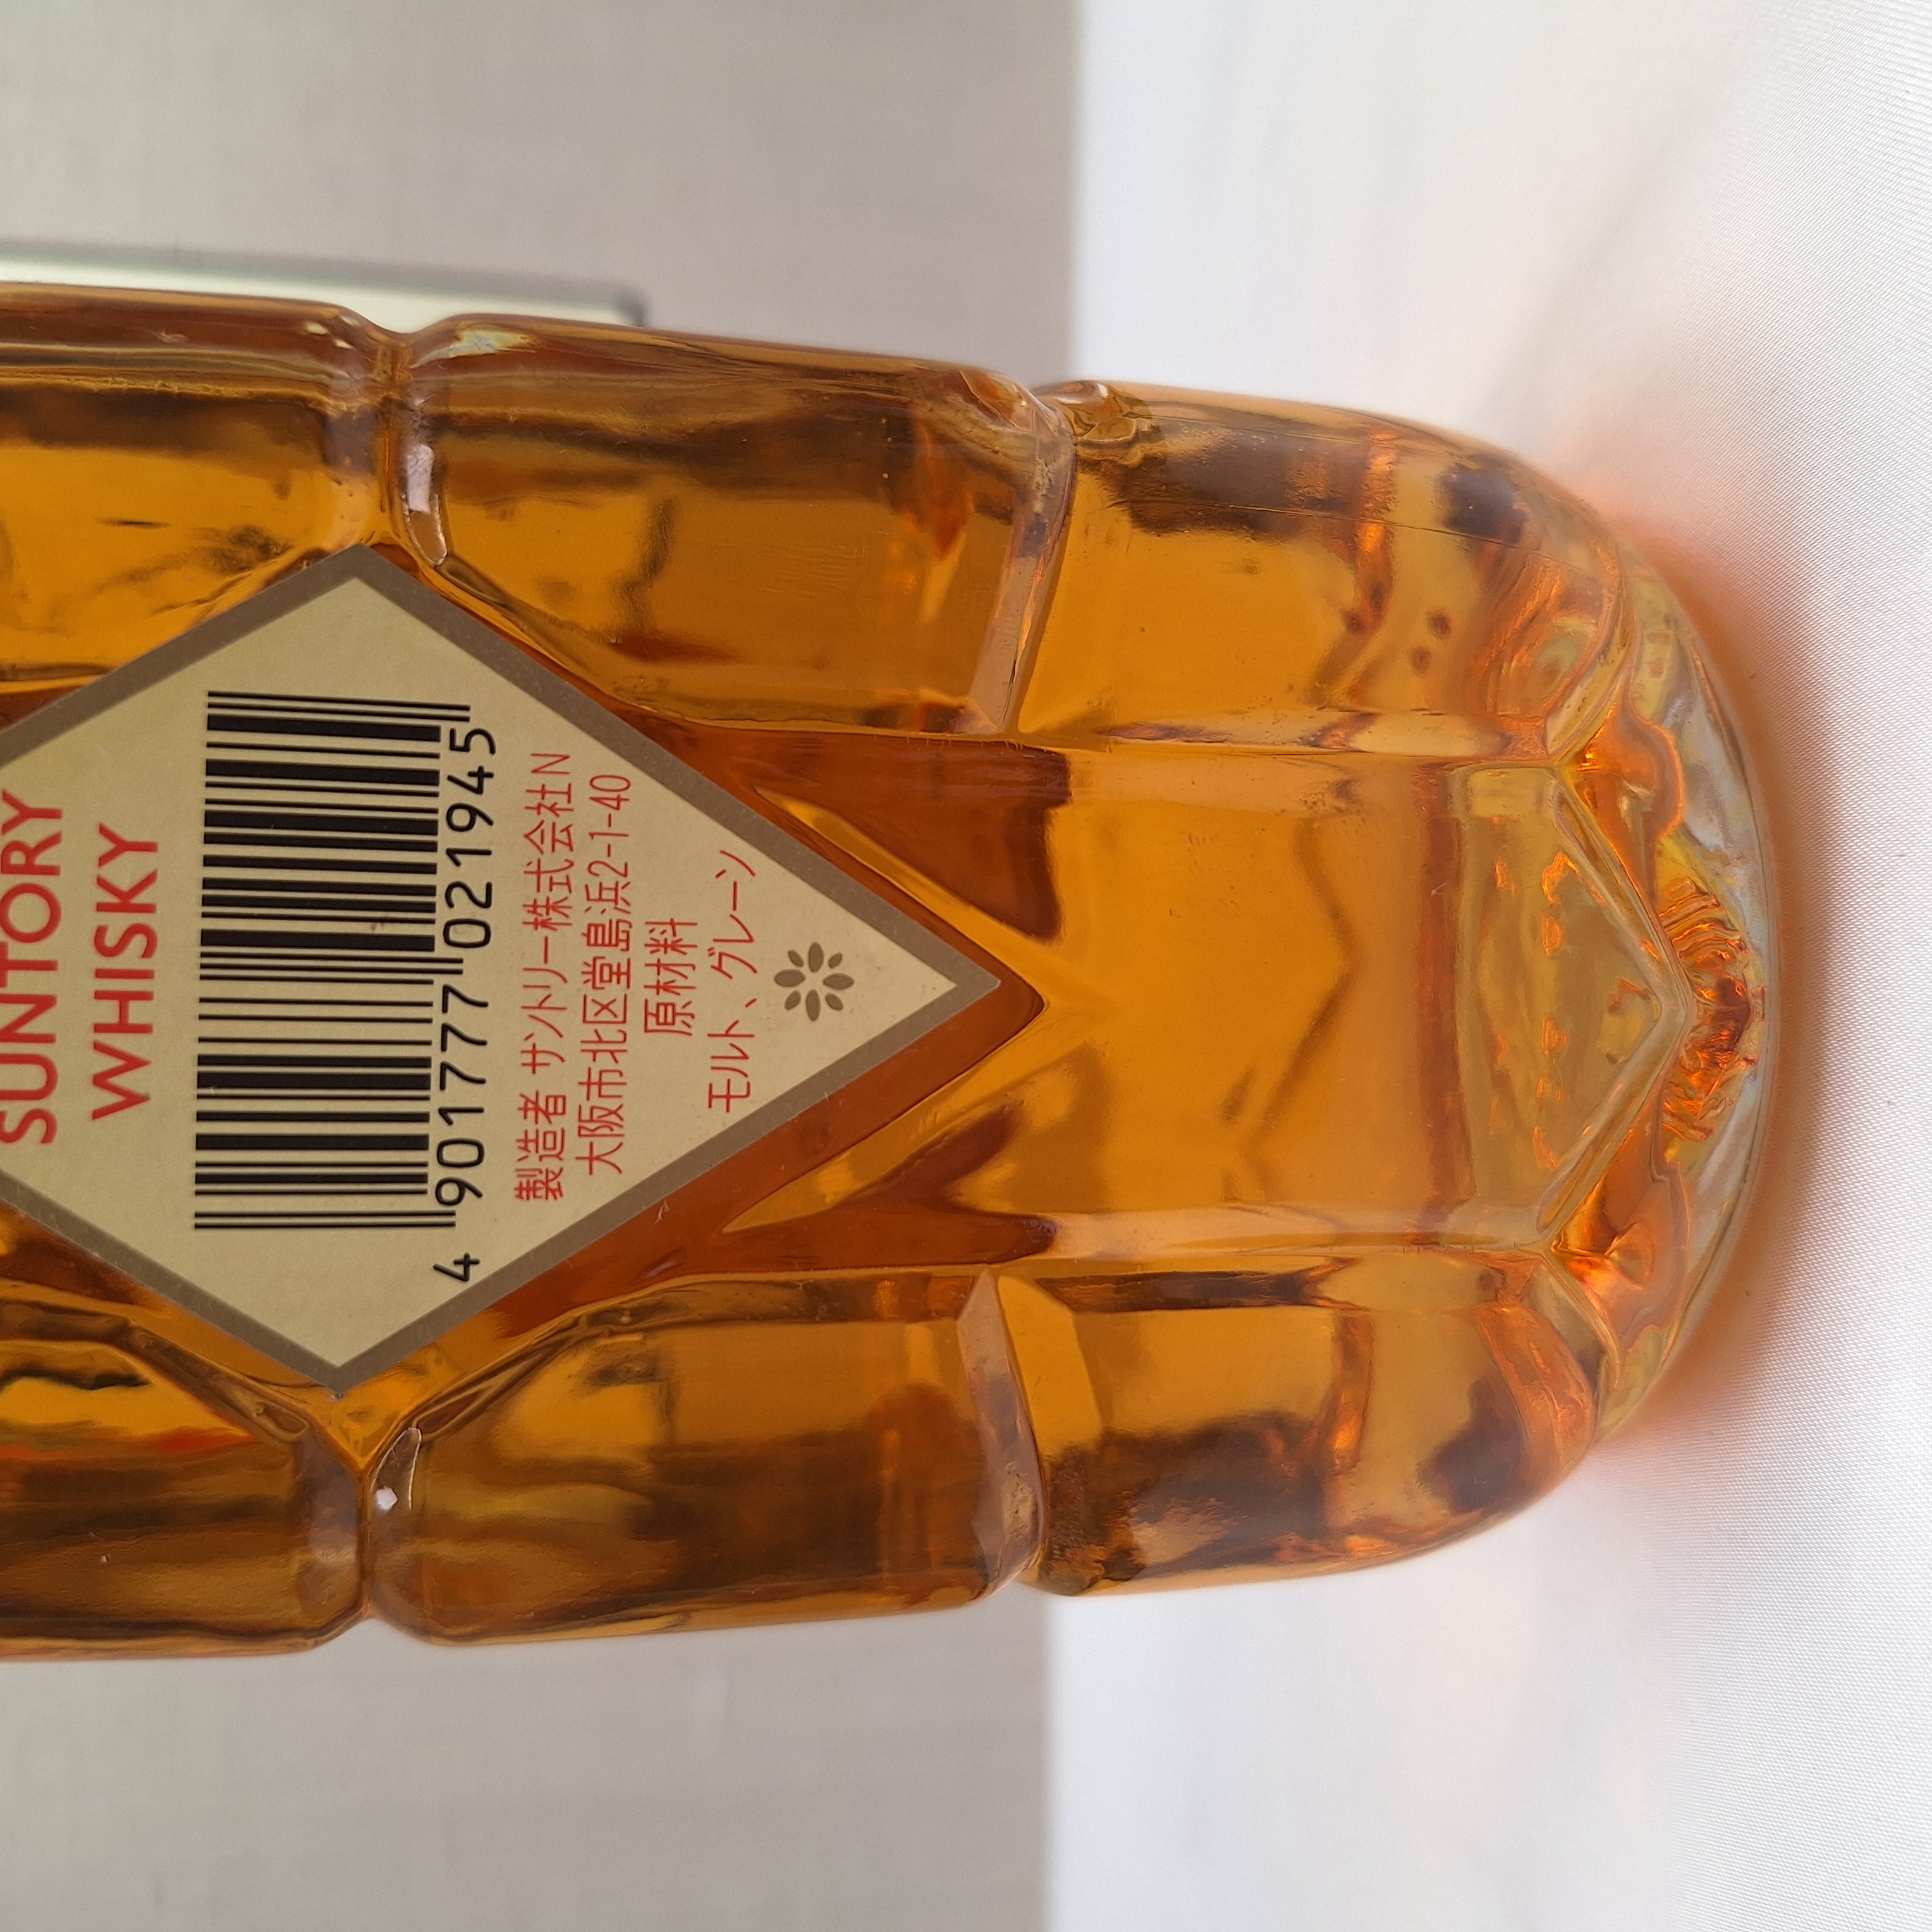 SUNTORY
WHISKY
4 901777 021945
製造者 サントリー株式会社N
大阪市北区堂島浜2-1-40
原材料
モルト、グレーン